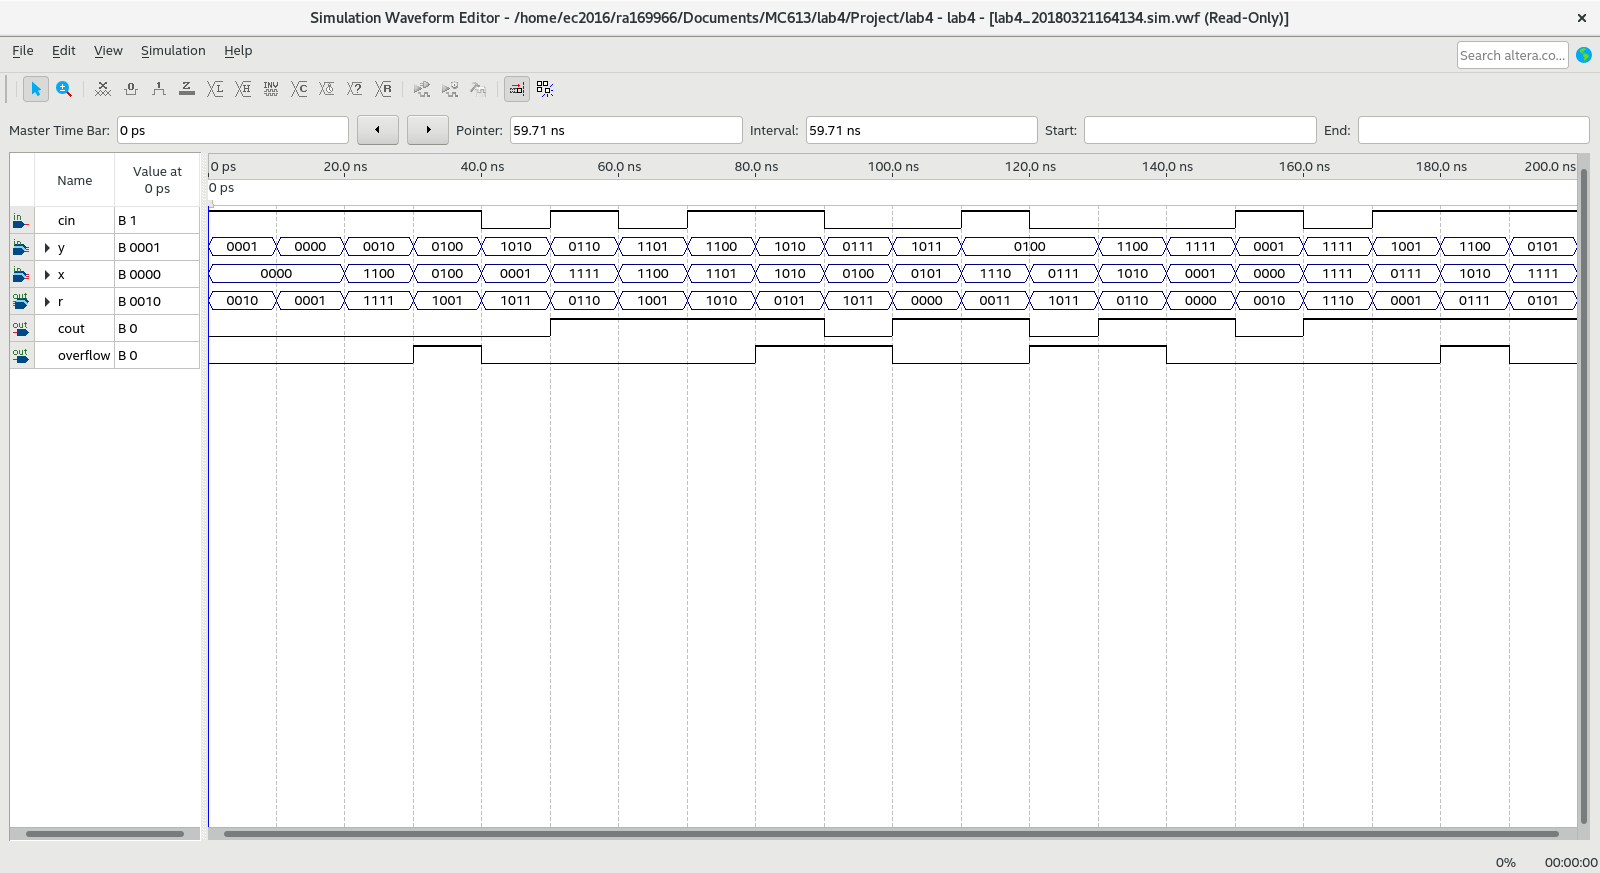 Simulation Waveform Editor - /home/ec2016/ra169966/Documents/MC613/lab4/Project/lab4 - lab4 - [lab4_20180321164134.sim.vwf (Read-Only)]
File Edit View Simulation Help
Search altera.co...
Master Time Bar: 0 ps Pointer: 59.71 ns Interval: 59.71 ns Start: End:
Name Value at 0 ps
0 ps 20.0 ns 40.0 ns 60.0 ns 80.0 ns 100.0 ns 120.0 ns 140.0 ns 160.0 ns 180.0 ns 200.0 ns
0 ps
in cin B 1
in y B 0001 0001 0000 0010 0100 1010 0110 1101 1100 1010 0111 1011 0100 1100 1111 0001 1111 1001 1100 0101
in x B 0000 0000 1100 0100 0001 1111 1100 1101 1010 0100 0101 1110 0111 1010 0001 0000 1111 0111 1010 1111
out r B 0010 0010 0001 1111 1001 1011 0110 1001 1010 0101 1011 0000 0011 1011 0110 0000 0010 1110 0001 0111 0101
out cout B 0
out overflow B 0
0% 00:00:00